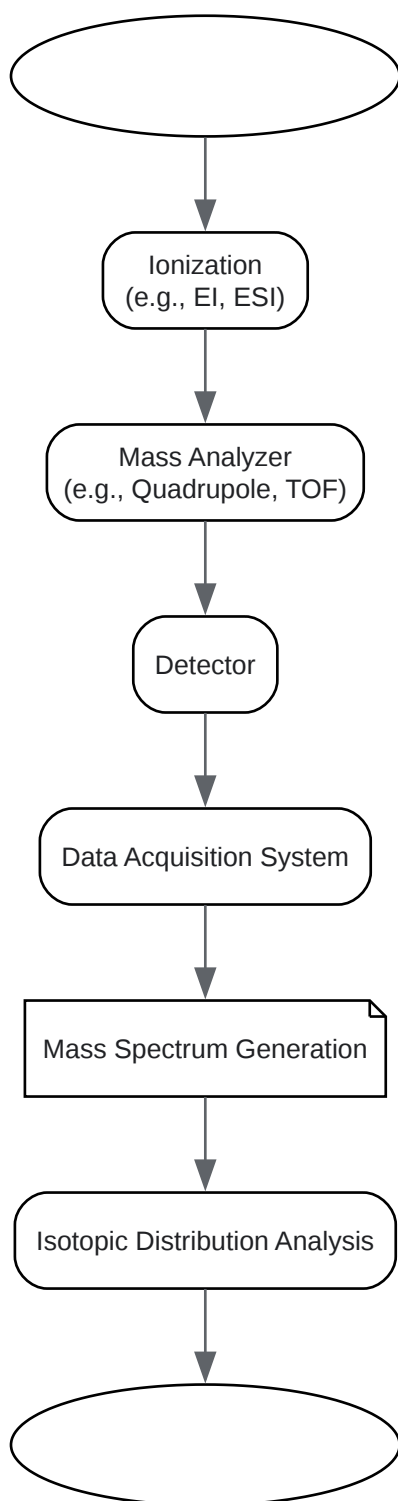 Ionization
(e.g., EI, ESI)
Mass Analyzer
(e.g., Quadrupole, TOF)
Detector
Data Acquisition System
Mass Spectrum Generation
Isotopic Distribution Analysis